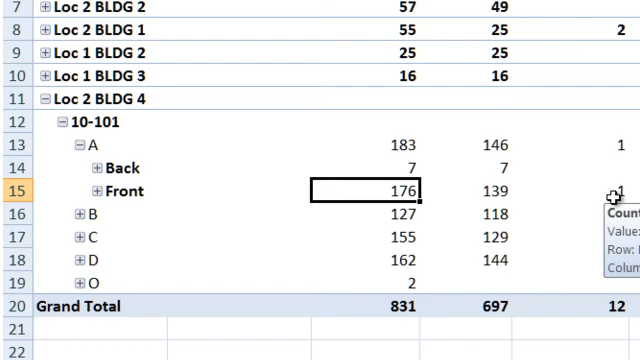 7 Loc 2 BLDG 2 57 49
8 Loc 2 BLDG 1 55 25 2
9 Loc 1 BLDG 2 25 25
10 Loc 1 BLDG 3 16 16
11 Loc 2 BLDG 4
12 10-101
13 A 183 146 1
14 Back 7 7
15 Front 176 139 1
16 B 127 118
17 C 155 129
18 D 162 144
19 O 2
20 Grand Total 831 697 12
21
22
Count
Value:
Row:
Colum